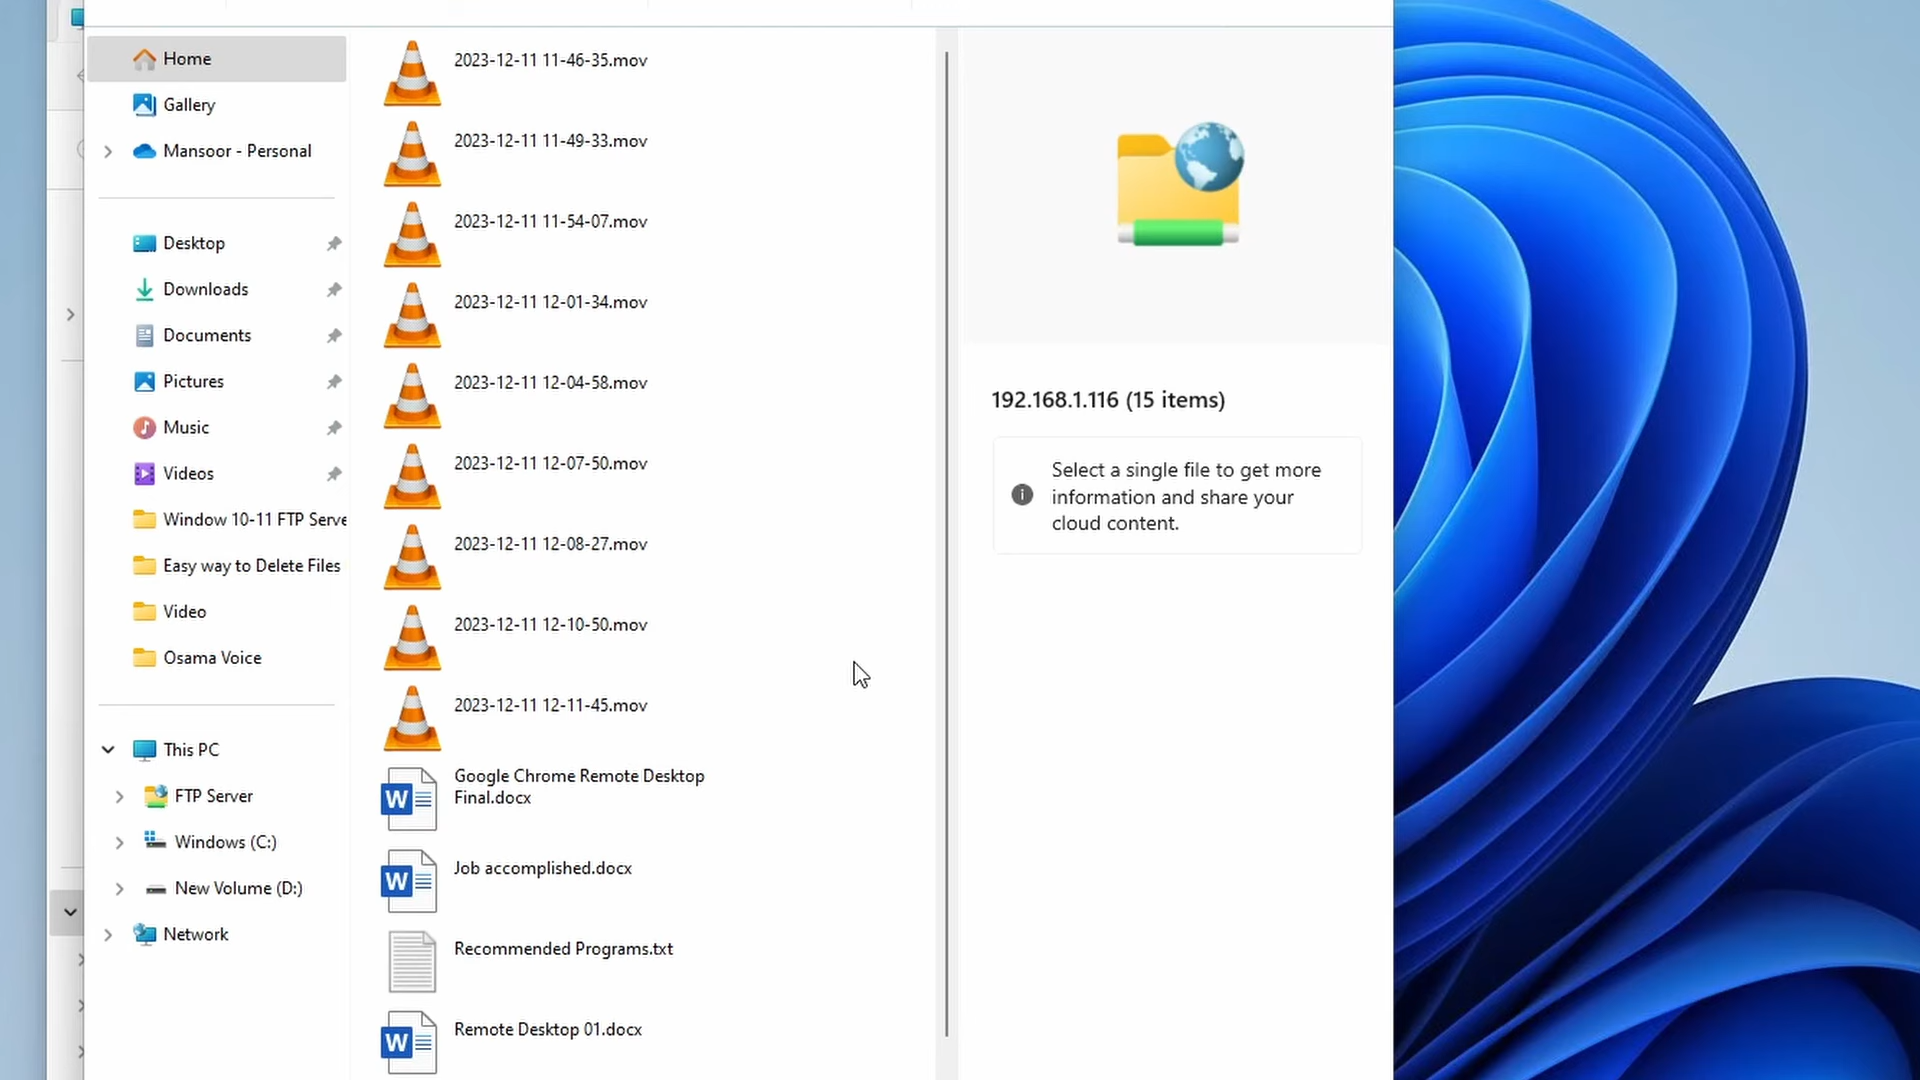 Home
Gallery
Mansoor - Personal
Desktop
Downloads
Documents
Pictures
Music
Videos
Window 10-11 FTP Serve
Easy way to Delete Files
Video
Osama Voice
This PC
FTP Server
Windows (C:)
New Volume (D:)
Network
2023-12-11 11-46-35.mov
2023-12-11 11-49-33.mov
2023-12-11 11-54-07.mov
2023-12-11 12-01-34.mov
2023-12-11 12-04-58.mov
2023-12-11 12-07-50.mov
2023-12-11 12-08-27.mov
2023-12-11 12-10-50.mov
2023-12-11 12-11-45.mov
Google Chrome Remote Desktop
Final.docx
Job accomplished.docx
Recommended Programs.txt
Remote Desktop 01.docx
192.168.1.116 (15 items)
Select a single file to get more
information and share your
cloud content.